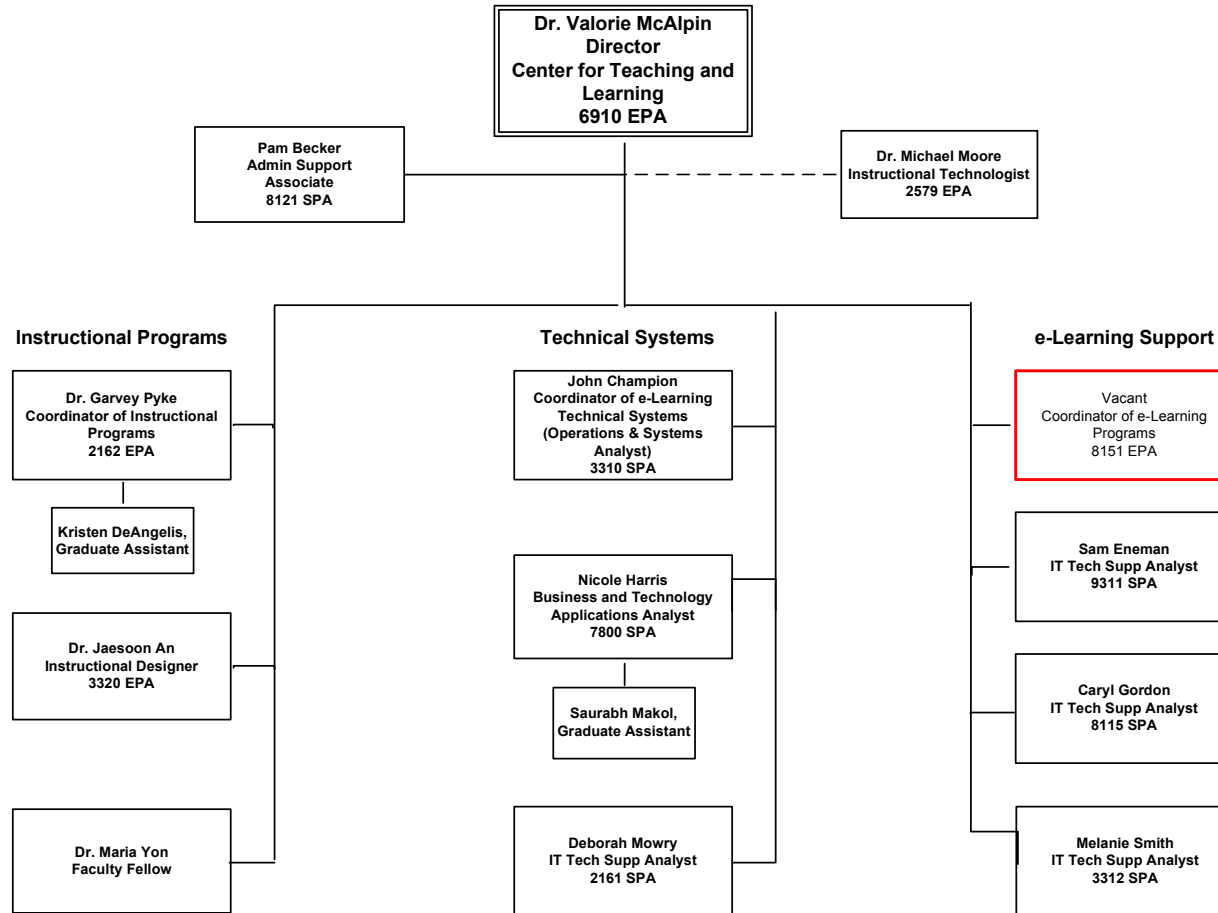 Dr. Valorie McAlpin
Director
Center for Teaching and
Learning
6910 EPA
Pam Becker
Admin Support
Associate
8121 SPA
Dr. Michael Moore
Instructional Technologist
2579 EPA
Instructional Programs
Dr. Garvey Pyke
Coordinator of Instructional
Programs
2162 EPA
Kristen DeAngelis,
Graduate Assistant
Dr. Jaesoon An
Instructional Designer
3320 EPA
Dr. Maria Yon
Faculty Fellow
Technical Systems
John Champion
Coordinator of e-Learning
Technical Systems
(Operations & Systems
Analyst)
3310 SPA
Nicole Harris
Business and Technology
Applications Analyst
7800 SPA
Saurabh Makol,
Graduate Assistant
Deborah Mowry
IT Tech Supp Analyst
2161 SPA
e-Learning Support
Vacant
Coordinator of e-Learning
Programs
8151 EPA
Sam Eneman
IT Tech Supp Analyst
9311 SPA
Caryl Gordon
IT Tech Supp Analyst
8115 SPA
Melanie Smith
IT Tech Supp Analyst
3312 SPA